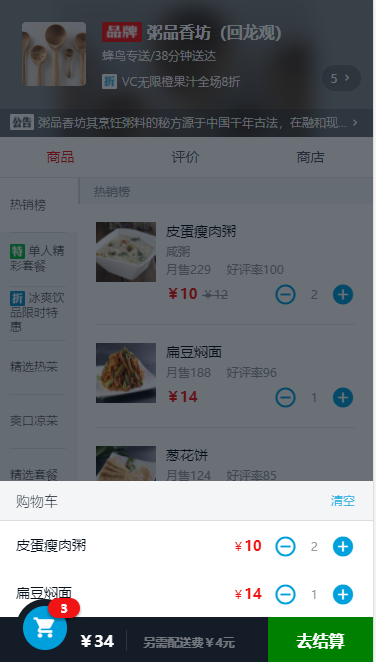 品牌 粥品香坊（回龙观）
蜂鸟专送/38分钟送达
折 VC无限橙果汁全场8折
5 >
公告 粥品香坊其烹饪粥料的秘方源于中国千年古法，在融和现... >
商品 评价 商店
热销榜
特 单人精
彩套餐
折 冰爽饮
品限时特
惠
精选热菜
爽口凉菜
精选套餐
热销榜
皮蛋瘦肉粥
咸粥
月售229 好评率100
￥10 ￥12 2
扁豆焖面
月售188 好评率96
￥14 1
葱花饼
月售124 好评率85
购物车 清空
皮蛋瘦肉粥 ￥10 2
扁豆焖面 ￥14 1
3
￥34 另需配送费￥4元 去结算